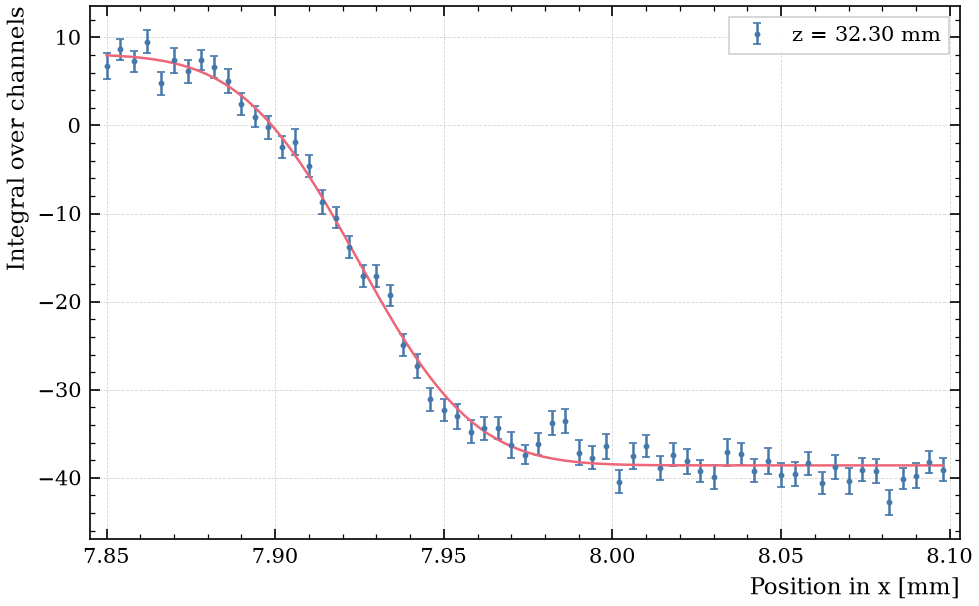 Integral over channels
10
0
−10
−20
−30
−40
z = 32.30 mm
7.85 7.90 7.95 8.00 8.05 8.10
Position in x [mm]